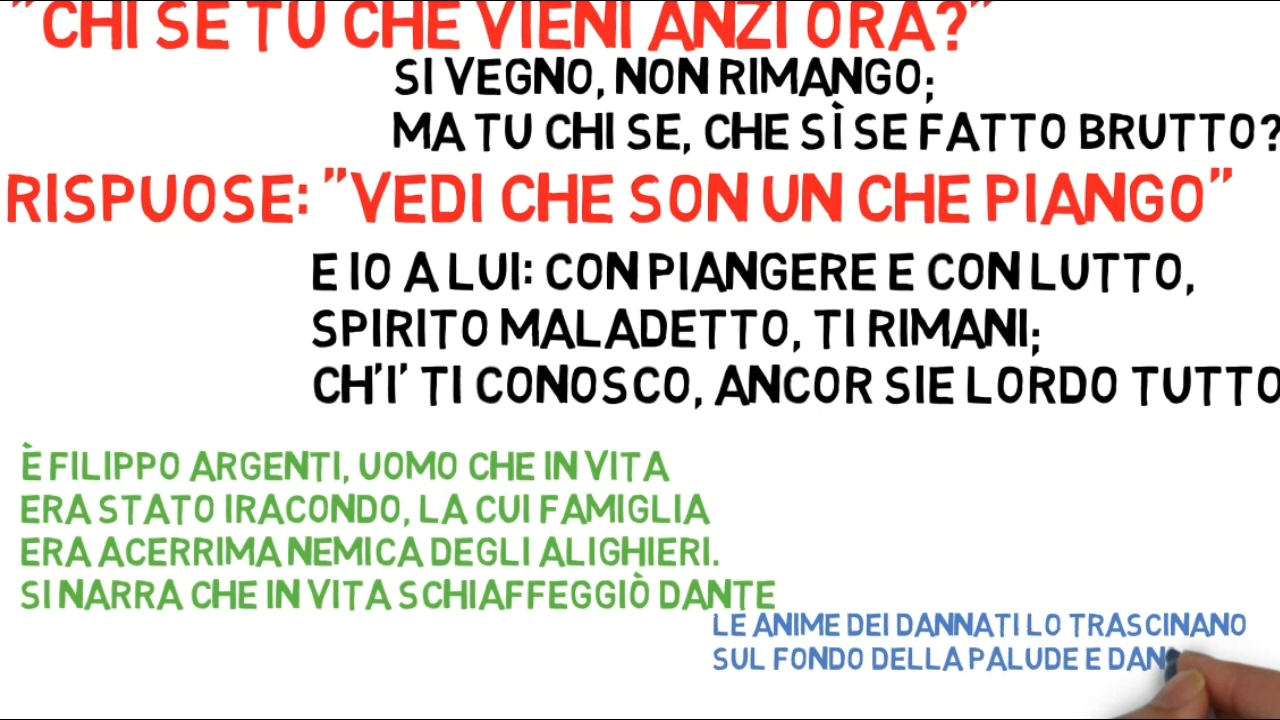 "CHI SE TU CHE VIENI ANZI ORA?"
SI VEGNO, NON RIMANGO;
MA TU CHI SE, CHE SÌ SE FATTO BRUTTO?
RISPUOSE: "VEDI CHE SON UN CHE PIANGO"
E IO A LUI: CON PIANGERE E CON LUTTO,
SPIRITO MALADETTO, TI RIMANI;
CH'I' TI CONOSCO, ANCOR SIE LORDO TUTTO
È FILIPPO ARGENTI, UOMO CHE IN VITA
ERA STATO IRACONDO, LA CUI FAMIGLIA
ERA ACERRIMA NEMICA DEGLI ALIGHIERI.
SI NARRA CHE IN VITA SCHIAFFEGGIÒ DANTE
LE ANIME DEI DANNATI LO TRASCINANO
SUL FONDO DELLA PALUDE E DAN